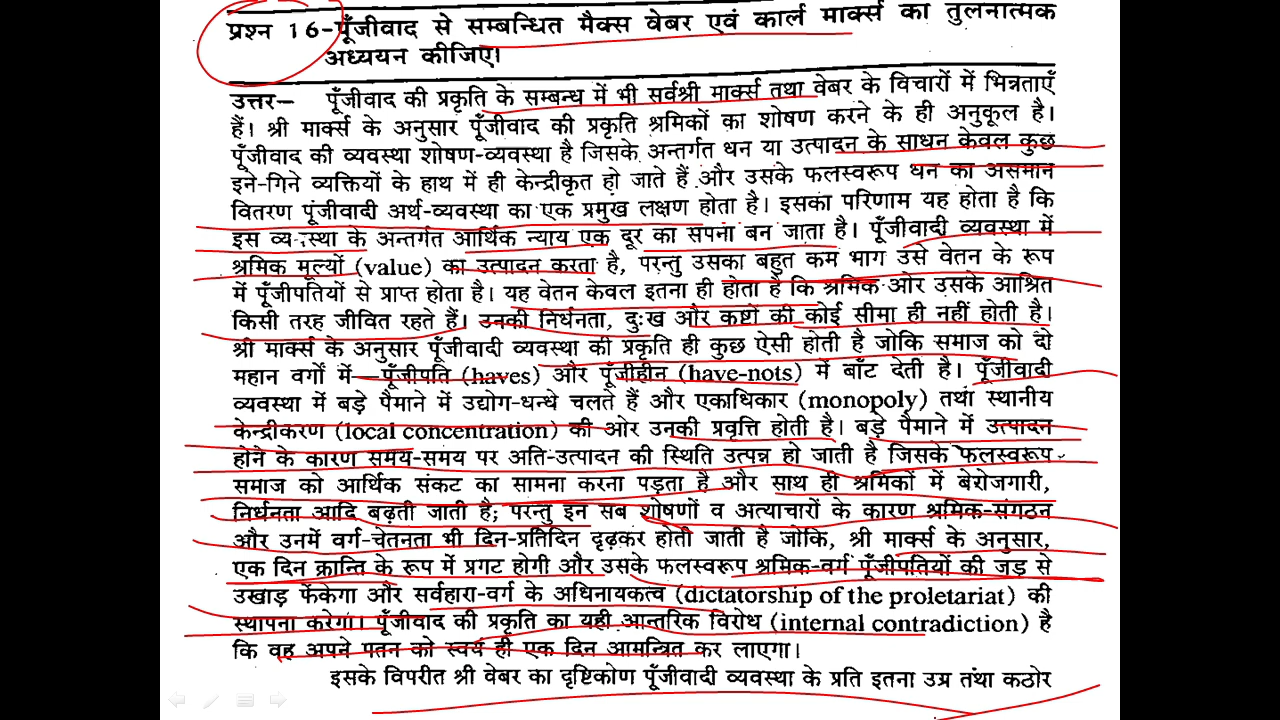 प्रश्न 16-पूँजीवाद से सम्बन्धित मैक्स वेबर एवं कार्ल मार्क्स का तुलनात्मक
अध्ययन कीजिए।
उत्तर– पूँजीवाद की प्रकृति के सम्बन्ध में भी सर्वश्री मार्क्स तथा वेबर के विचारों में भिन्नताएँ
हैं। श्री मार्क्स के अनुसार पूँजीवाद की प्रकृति श्रमिकों का शोषण करने के ही अनुकूल है।
पूँजीवाद की व्यवस्था शोषण-व्यवस्था है जिसके अन्तर्गत धन या उत्पादन के साधन केवल कुछ
इने-गिने व्यक्तियों के हाथ में ही केन्द्रीकृत हो जाते हैं और उसके फलस्वरूप धन का असमान
वितरण पूंजीवादी अर्थ-व्यवस्था का एक प्रमुख लक्षण होता है। इसका परिणाम यह होता है कि
इस व्यवस्था के अन्तर्गत आर्थिक न्याय एक दूर का सपना बन जाता है। पूँजीवादी व्यवस्था में
श्रमिक मूल्यों (value) का उत्पादन करता है, परन्तु उसका बहुत कम भाग उसे वेतन के रूप
में पूँजीपतियों से प्राप्त होता है। यह वेतन केवल इतना ही होता है कि श्रमिक ओर उसके आश्रित
किसी तरह जीवित रहते हैं। उनकी निर्धनता, दुःख और कष्टों की कोई सीमा ही नहीं होती है।
श्री मार्क्स के अनुसार पूँजीवादी व्यवस्था की प्रकृति ही कुछ ऐसी होती है जोकि समाज को दो
महान वर्गों में—पूँजीपति (haves) और पूँजीहीन (have-nots) में बाँट देती है। पूँजीवादी
व्यवस्था में बड़े पैमाने में उद्योग-धन्धे चलते हैं और एकाधिकार (monopoly) तथा स्थानीय
केन्द्रीकरण (local concentration) की ओर उनकी प्रवृत्ति होती है। बड़े पैमाने में उत्पादन
होने के कारण समय-समय पर अति-उत्पादन की स्थिति उत्पन्न हो जाती है जिसके फलस्वरूप
समाज को आर्थिक संकट का सामना करना पड़ता है और साथ ही श्रमिकों में बेरोजगारी,
निर्धनता आदि बढ़ती जाती है; परन्तु इन सब शोषणों व अत्याचारों के कारण श्रमिक-संगठन
और उनमें वर्ग-चेतनता भी दिन-प्रतिदिन दृढ़कर होती जाती है जोकि, श्री मार्क्स के अनुसार,
एक दिन क्रान्ति के रूप में प्रगट होगी और उसके फलस्वरूप श्रमिक-वर्ग पूँजीपतियों की जड़ से
उखाड़ फेंकेगा और सर्वहारा-वर्ग के अधिनायकत्व (dictatorship of the proletariat) की
स्थापना करेगा। पूँजीवाद की प्रकृति का यही आन्तरिक विरोध (internal contradiction) है
कि वह अपने पतन को स्वयं ही एक दिन आमन्त्रित कर लाएगा।
इसके विपरीत श्री वेबर का दृष्टिकोण पूँजीवादी व्यवस्था के प्रति इतना उग्र तथा कठोर